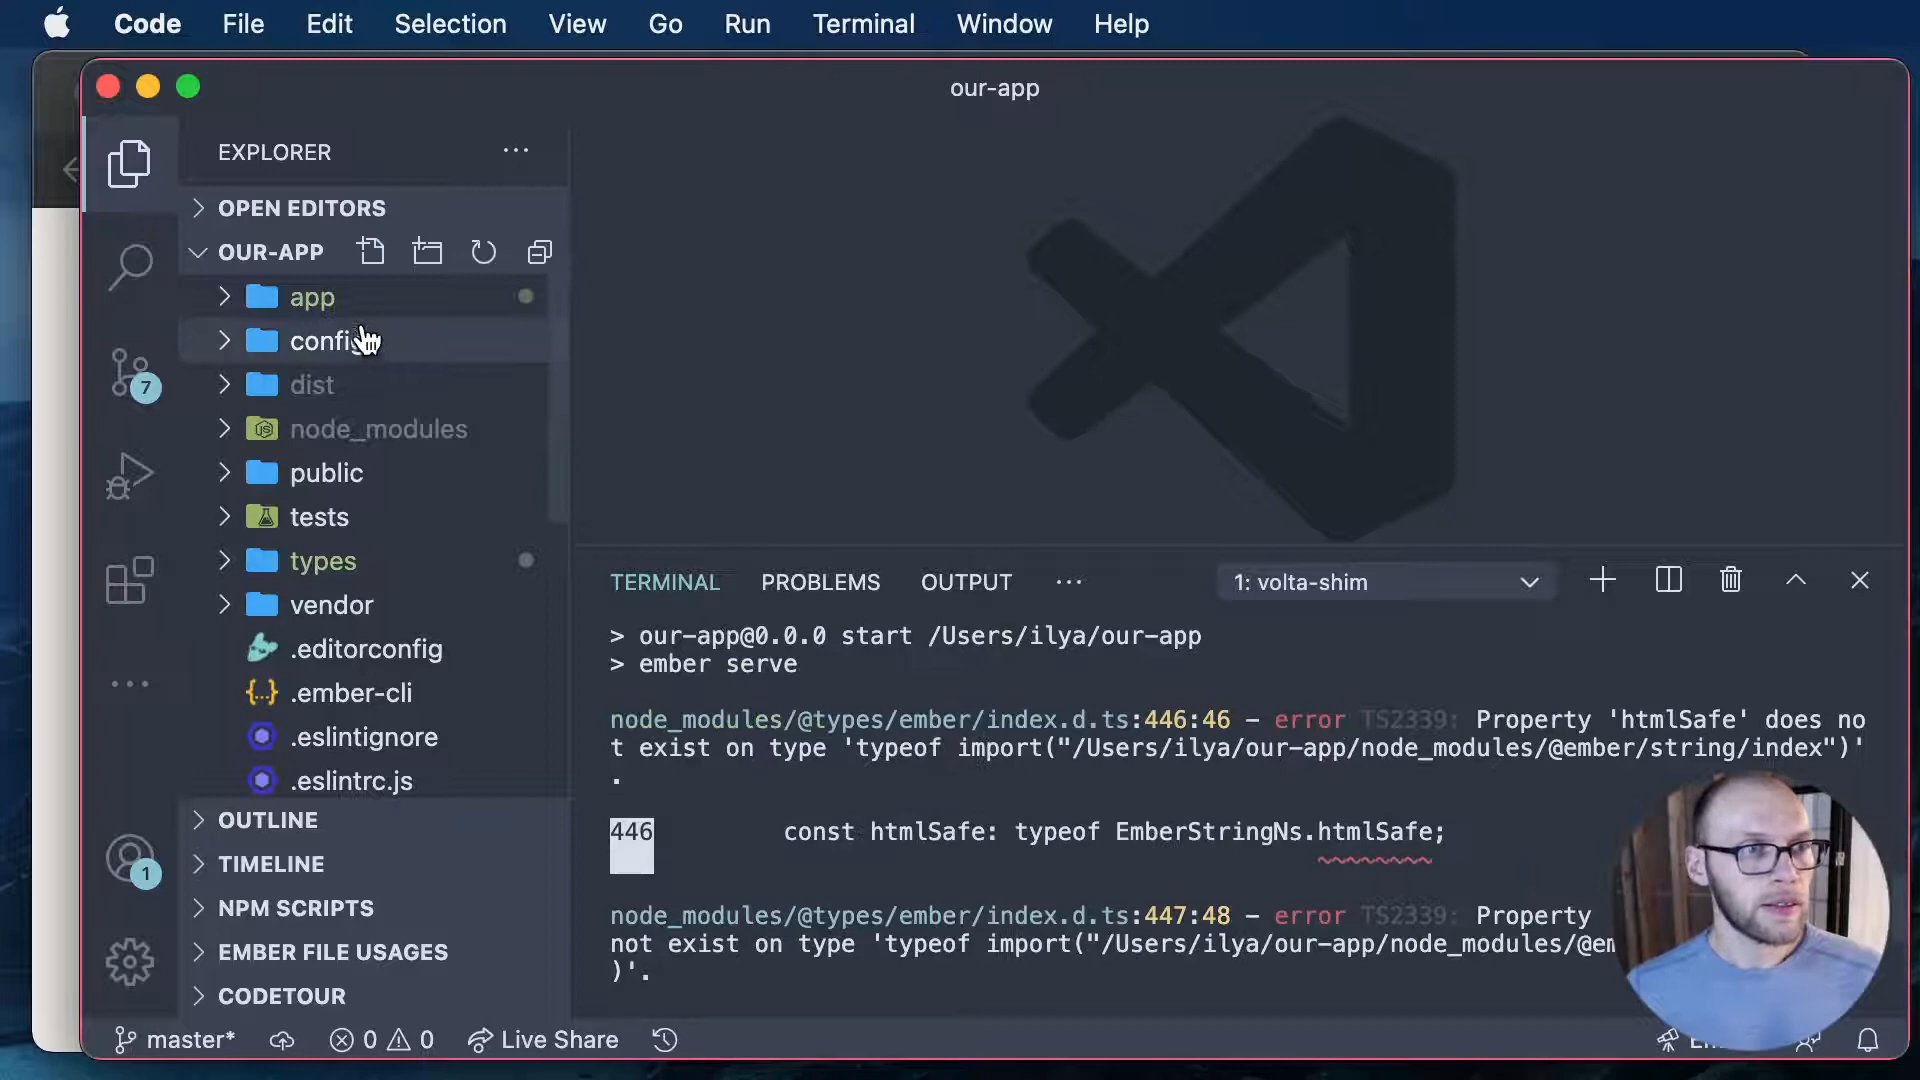 Code File Edit Selection View Go Run Terminal Window Help
our-app
EXPLORER
OPEN EDITORS
OUR-APP
app
config
dist
node_modules
public
tests
types
vendor
.editorconfig
.ember-cli
.eslintignore
.eslintrc.js
OUTLINE
TIMELINE
NPM SCRIPTS
EMBER FILE USAGES
CODETOUR
7
1
TERMINAL PROBLEMS OUTPUT 1: volta-shim
> our-app@0.0.0 start /Users/ilya/our-app
> ember serve
node_modules/@types/ember/index.d.ts:446:46 - error TS2339: Property 'htmlSafe' does no
t exist on type 'typeof import("/Users/ilya/our-app/node_modules/@ember/string/index")'
.
446 const htmlSafe: typeof EmberStringNs.htmlSafe;
node_modules/@types/ember/index.d.ts:447:48 - error TS2339: Property
not exist on type 'typeof import("/Users/ilya/our-app/node_modules/@em
)'.
master* 0 0 Live Share